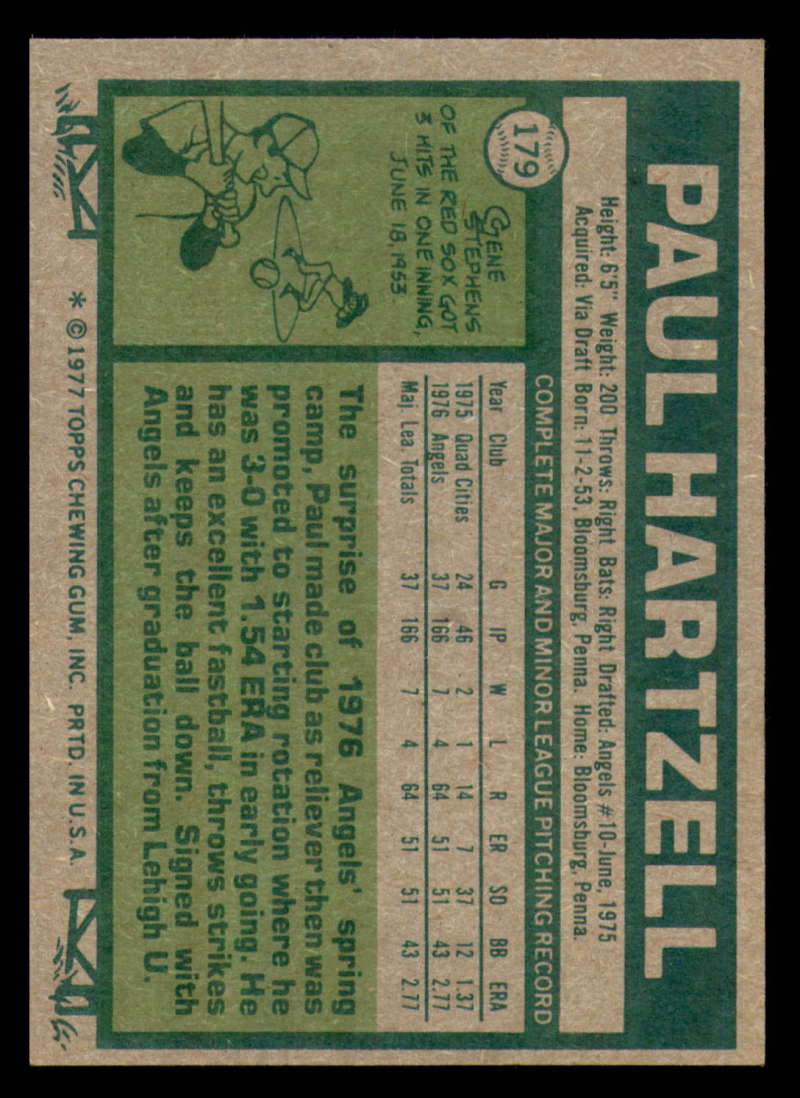 179
PAUL HARTZELL
Height: 6'5" Weight: 200 Throws: Right Bats: Right Drafted: Angels #10-June, 1975
Acquired: Via Draft Born: 11-2-53, Bloomsburg, Penna. Home: Bloomsburg, Penna.
COMPLETE MAJOR AND MINOR LEAGUE PITCHING RECORD
Year Club G IP W L R ER SO BB ERA
1975 Quad Cities 24 46 2 1 14 7 37 12 1.37
1976 Angels 37 166 7 4 64 51 51 43 2.77
Maj. Lea. Totals 37 166 7 4 64 51 51 43 2.77
GENE
STEPHENS
OF THE RED SOX GOT
3 HITS IN ONE INNING,
JUNE 18, 1953
The surprise of 1976 Angels' spring
camp, Paul made club as reliever then was
promoted to starting rotation where he
was 3-0 with 1.54 ERA in early going. He
has an excellent fastball, throws strikes
and keeps the ball down. Signed with
Angels after graduation from Lehigh U.
* © 1977 TOPPS CHEWING GUM, INC. PRTD. IN U.S.A.